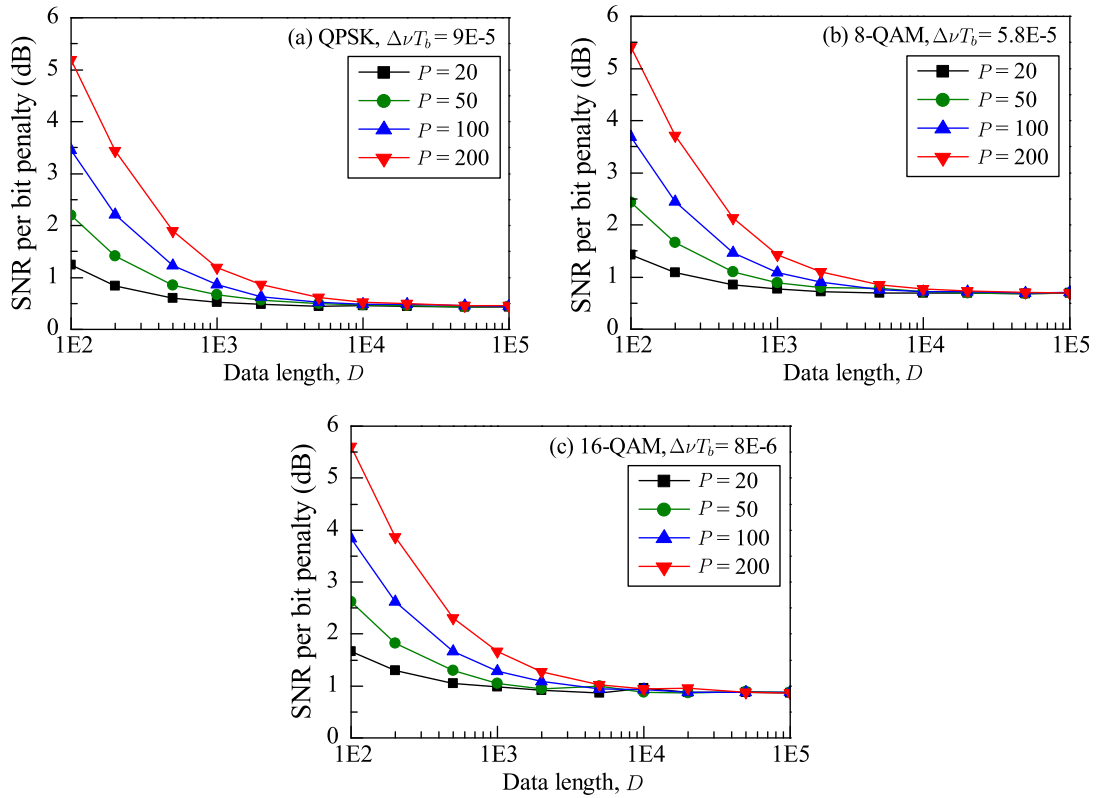 (a) QPSK, ΔνT_b = 9E-5
P = 20
P = 50
P = 100
P = 200
SNR per bit penalty (dB)
6
5
4
3
2
1
0
1E2 1E3 1E4 1E5
Data length, D
(b) 8-QAM, ΔνT_b = 5.8E-5
P = 20
P = 50
P = 100
P = 200
SNR per bit penalty (dB)
6
5
4
3
2
1
0
1E2 1E3 1E4 1E5
Data length, D
(c) 16-QAM, ΔνT_b = 8E-6
P = 20
P = 50
P = 100
P = 200
SNR per bit penalty (dB)
6
5
4
3
2
1
0
1E2 1E3 1E4 1E5
Data length, D